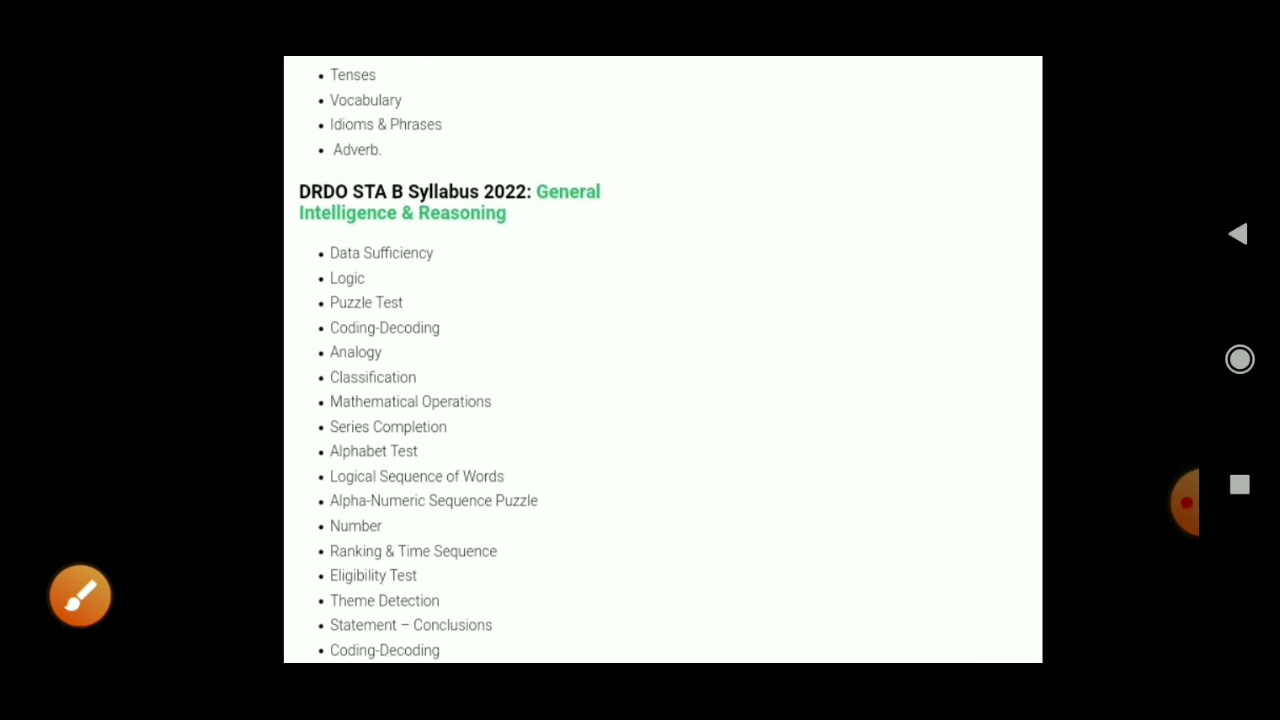 • Tenses
• Vocabulary
• Idioms & Phrases
• Adverb.
DRDO STA B Syllabus 2022: General
Intelligence & Reasoning
• Data Sufficiency
• Logic
• Puzzle Test
• Coding-Decoding
• Analogy
• Classification
• Mathematical Operations
• Series Completion
• Alphabet Test
• Logical Sequence of Words
• Alpha-Numeric Sequence Puzzle
• Number
• Ranking & Time Sequence
• Eligibility Test
• Theme Detection
• Statement – Conclusions
• Coding-Decoding